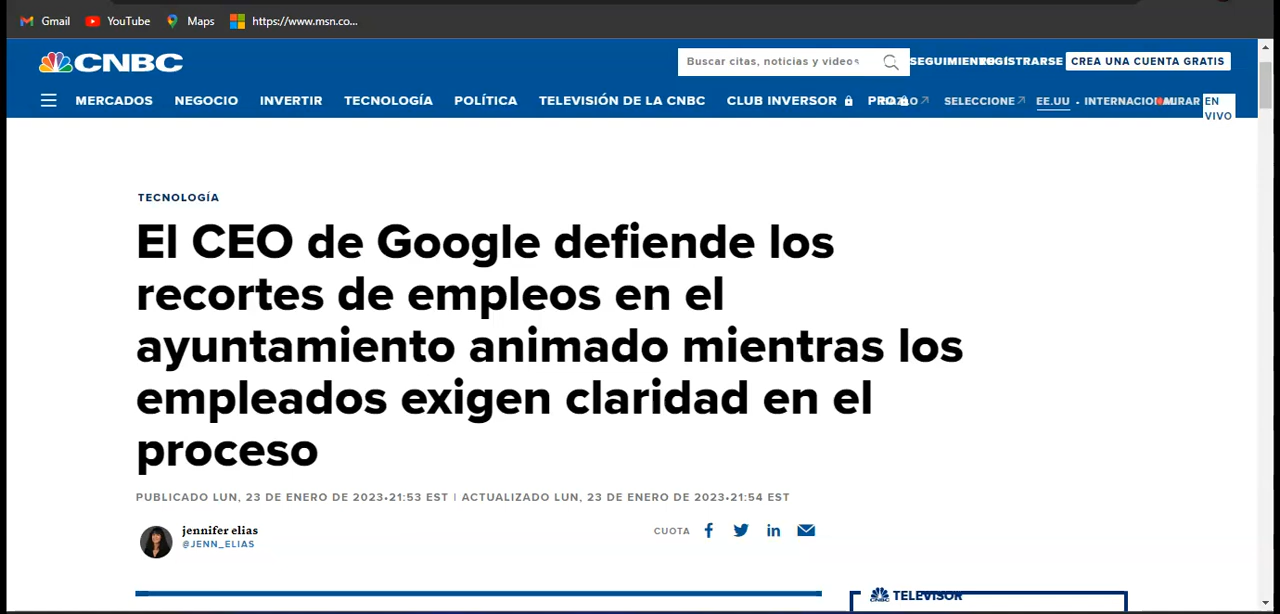 Gmail YouTube Maps https://www.msn.co...
CNBC Buscar citas, noticias y videos SEGUIMIENTO REGÍSTRARSE CREA UNA CUENTA GRATIS
MERCADOS NEGOCIO INVERTIR TECNOLOGÍA POLÍTICA TELEVISIÓN DE LA CNBC CLUB INVERSOR PRO SELECCIONE EE.UU • INTERNACIONAL MIRAR EN
VIVO
TECNOLOGÍA
El CEO de Google defiende los
recortes de empleos en el
ayuntamiento animado mientras los
empleados exigen claridad en el
proceso
PUBLICADO LUN, 23 DE ENERO DE 2023•21:53 EST | ACTUALIZADO LUN, 23 DE ENERO DE 2023•21:54 EST
jennifer elias
@JENN_ELIAS
CUOTA
CNBC TELEVISOR